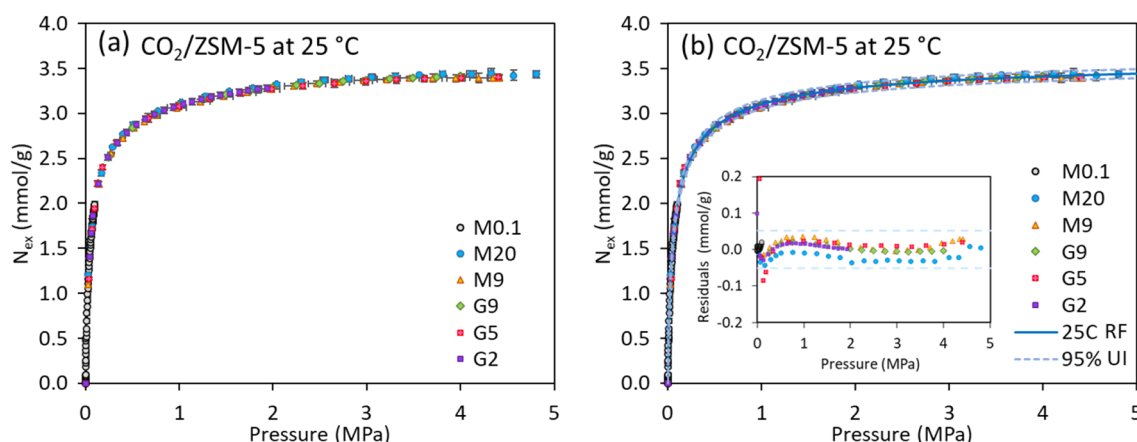 (a) CO₂/ZSM-5 at 25 °C
4.0
3.5
3.0
2.5
2.0
1.5
1.0
0.5
0.0
Nex (mmol/g)
M0.1
M20
M9
G9
G5
G2
0 1 2 3 4 5
Pressure (MPa)
(b) CO₂/ZSM-5 at 25 °C
4.0
3.5
3.0
2.5
2.0
1.5
1.0
0.5
0.0
Nex (mmol/g)
M0.1
M20
M9
G9
G5
G2
25C RF
95% UI
0.2
0.1
0.0
-0.1
-0.2
Residuals (mmol/g)
0 1 2 3 4 5
Pressure (MPa)
0 1 2 3 4 5
Pressure (MPa)